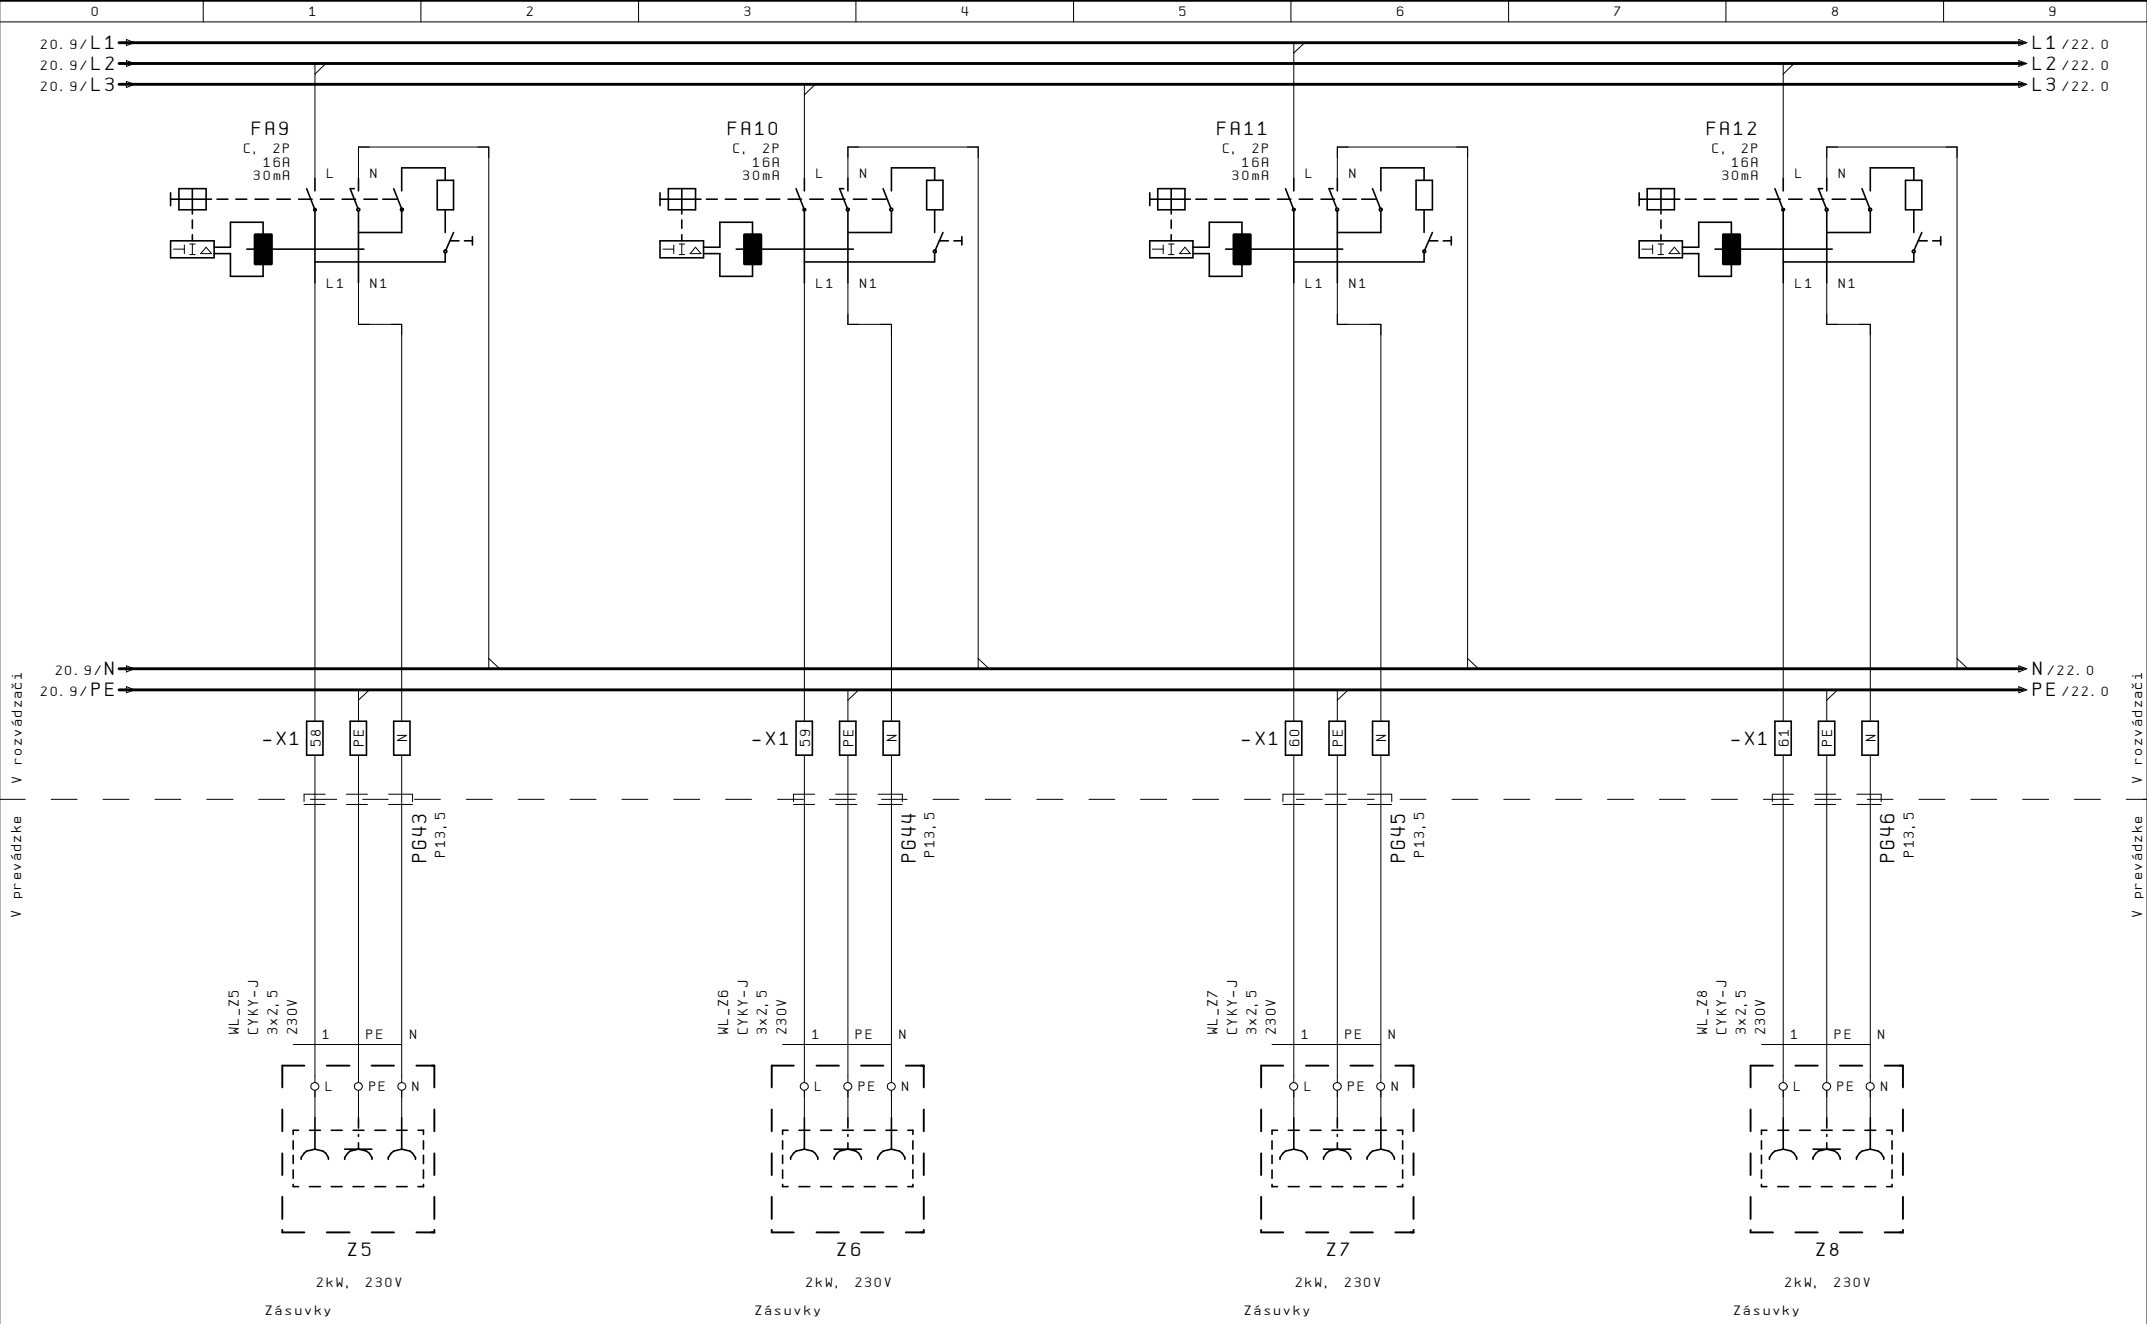 0 1 2 3 4 5 6 7 8 9
20.9/L1 L1/22.0
20.9/L2 L2/22.0
20.9/L3 L3/22.0
FA9 FA10 FA11 FA12
C, 2P C, 2P C, 2P C, 2P
16A 16A 16A 16A
30mA 30mA 30mA 30mA
L N L N L N L N
I I I I
L1 N1 L1 N1 L1 N1 L1 N1
20.9/N N/22.0
20.9/PE PE/22.0
V rozvádzači V rozvádzači
-X1 58 PE N -X1 59 PE N -X1 60 PE N -X1 61 PE N
V prevádzke V prevádzke
PG43 PG44 PG45 PG46
P13,5 P13,5 P13,5 P13,5
WL_Z5 WL_Z6 WL_Z7 WL_Z8
CYKY-J CYKY-J CYKY-J CYKY-J
3x2,5 3x2,5 3x2,5 3x2,5
230V 230V 230V 230V
1 PE N 1 PE N 1 PE N 1 PE N
L PE N L PE N L PE N L PE N
Z5 Z6 Z7 Z8
2kW, 230V 2kW, 230V 2kW, 230V 2kW, 230V
Zásuvky Zásuvky Zásuvky Zásuvky